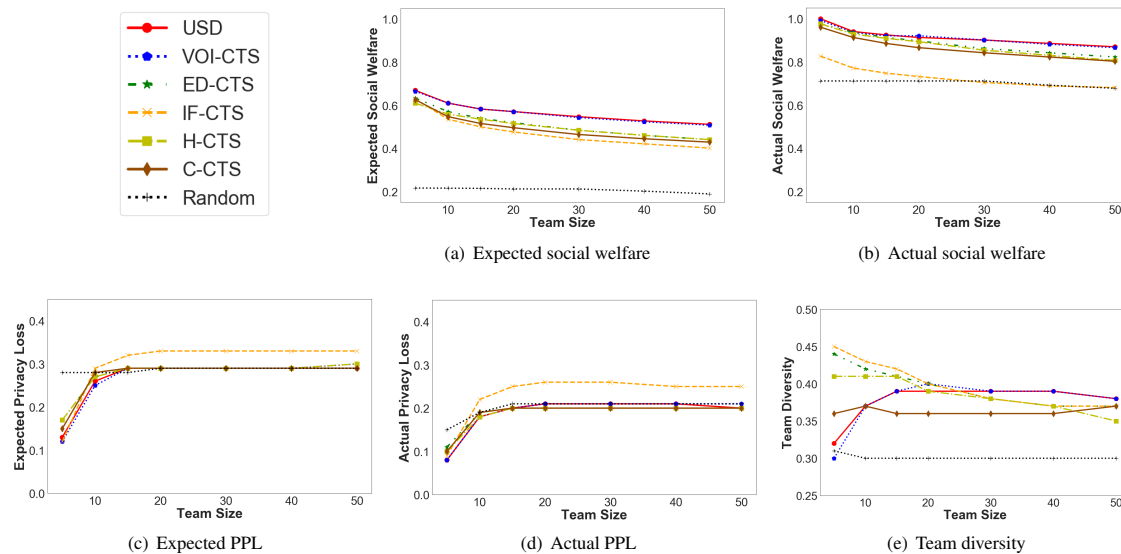 USD
VOI-CTS
ED-CTS
IF-CTS
H-CTS
C-CTS
Random
Expected Social Welfare
1.0
0.8
0.6
0.4
0.2
10 20 30 40 50
Team Size
(a) Expected social welfare
Actual Social Welfare
1.0
0.8
0.6
0.4
0.2
10 20 30 40 50
Team Size
(b) Actual social welfare
Expected Privacy Loss
0.4
0.3
0.2
0.1
0.0
10 20 30 40 50
Team Size
(c) Expected PPL
Actual Privacy Loss
0.4
0.3
0.2
0.1
0.0
10 20 30 40 50
Team Size
(d) Actual PPL
Team Diversity
0.50
0.45
0.40
0.35
0.30
0.25
10 20 30 40 50
Team Size
(e) Team diversity